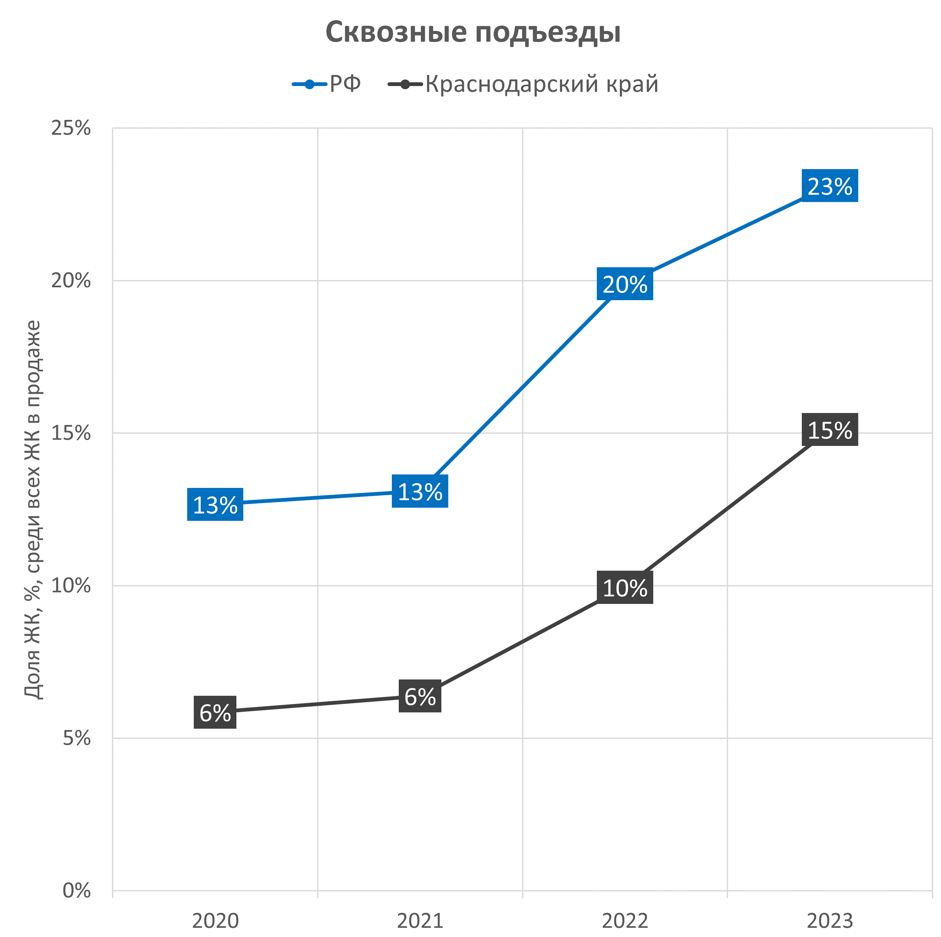 Сквозные подъезды
РФ Краснодарский край
25%
20%
15%
10%
5%
0%
Доля ЖК, %, среди всех ЖК в продаже
13% 13% 20% 23%
6% 6% 10% 15%
2020 2021 2022 2023